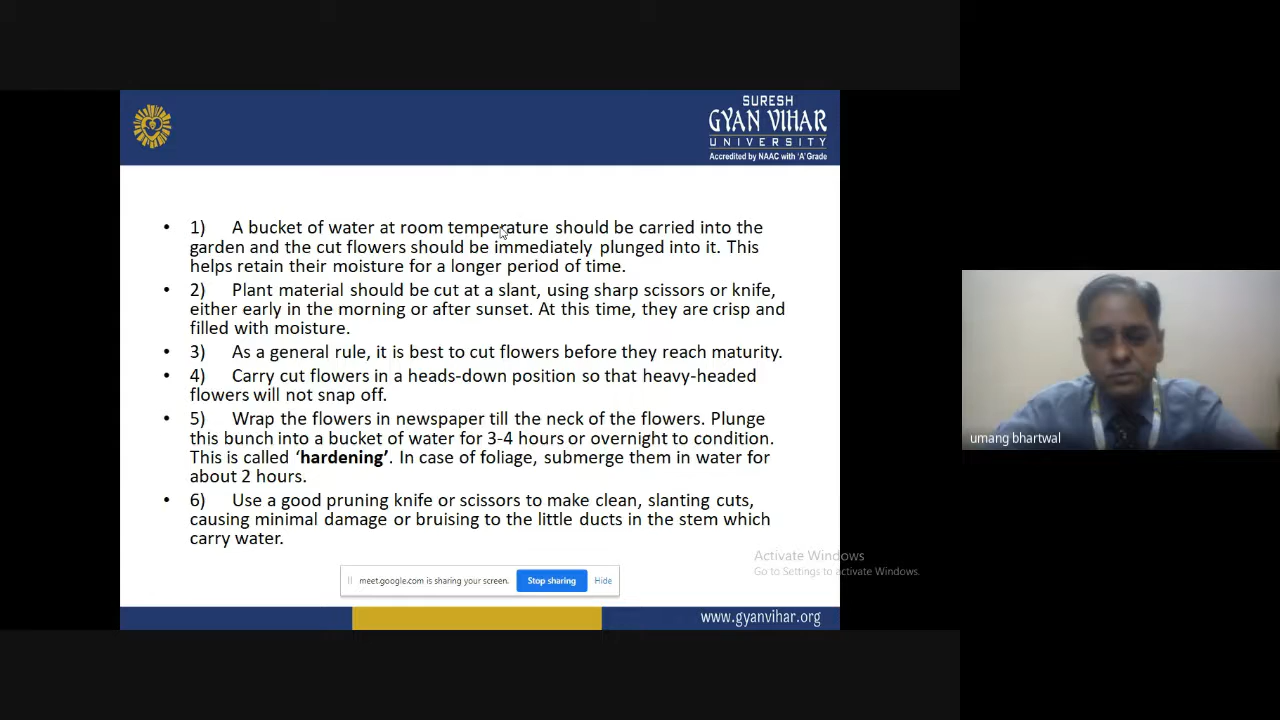 SURESH
GYAN VIHAR
UNIVERSITY
Accredited by NAAC with 'A' Grade
• 1) A bucket of water at room temperature should be carried into the
garden and the cut flowers should be immediately plunged into it. This
helps retain their moisture for a longer period of time.
• 2) Plant material should be cut at a slant, using sharp scissors or knife,
either early in the morning or after sunset. At this time, they are crisp and
filled with moisture.
• 3) As a general rule, it is best to cut flowers before they reach maturity.
• 4) Carry cut flowers in a heads-down position so that heavy-headed
flowers will not snap off.
• 5) Wrap the flowers in newspaper till the neck of the flowers. Plunge
this bunch into a bucket of water for 3-4 hours or overnight to condition.
This is called ‘hardening’. In case of foliage, submerge them in water for
about 2 hours.
• 6) Use a good pruning knife or scissors to make clean, slanting cuts,
causing minimal damage or bruising to the little ducts in the stem which
carry water.
meet.google.com is sharing your screen. Stop sharing Hide
www.gyanvihar.org
Activate Windows
Go to Settings to activate Windows.
umang bhartwal